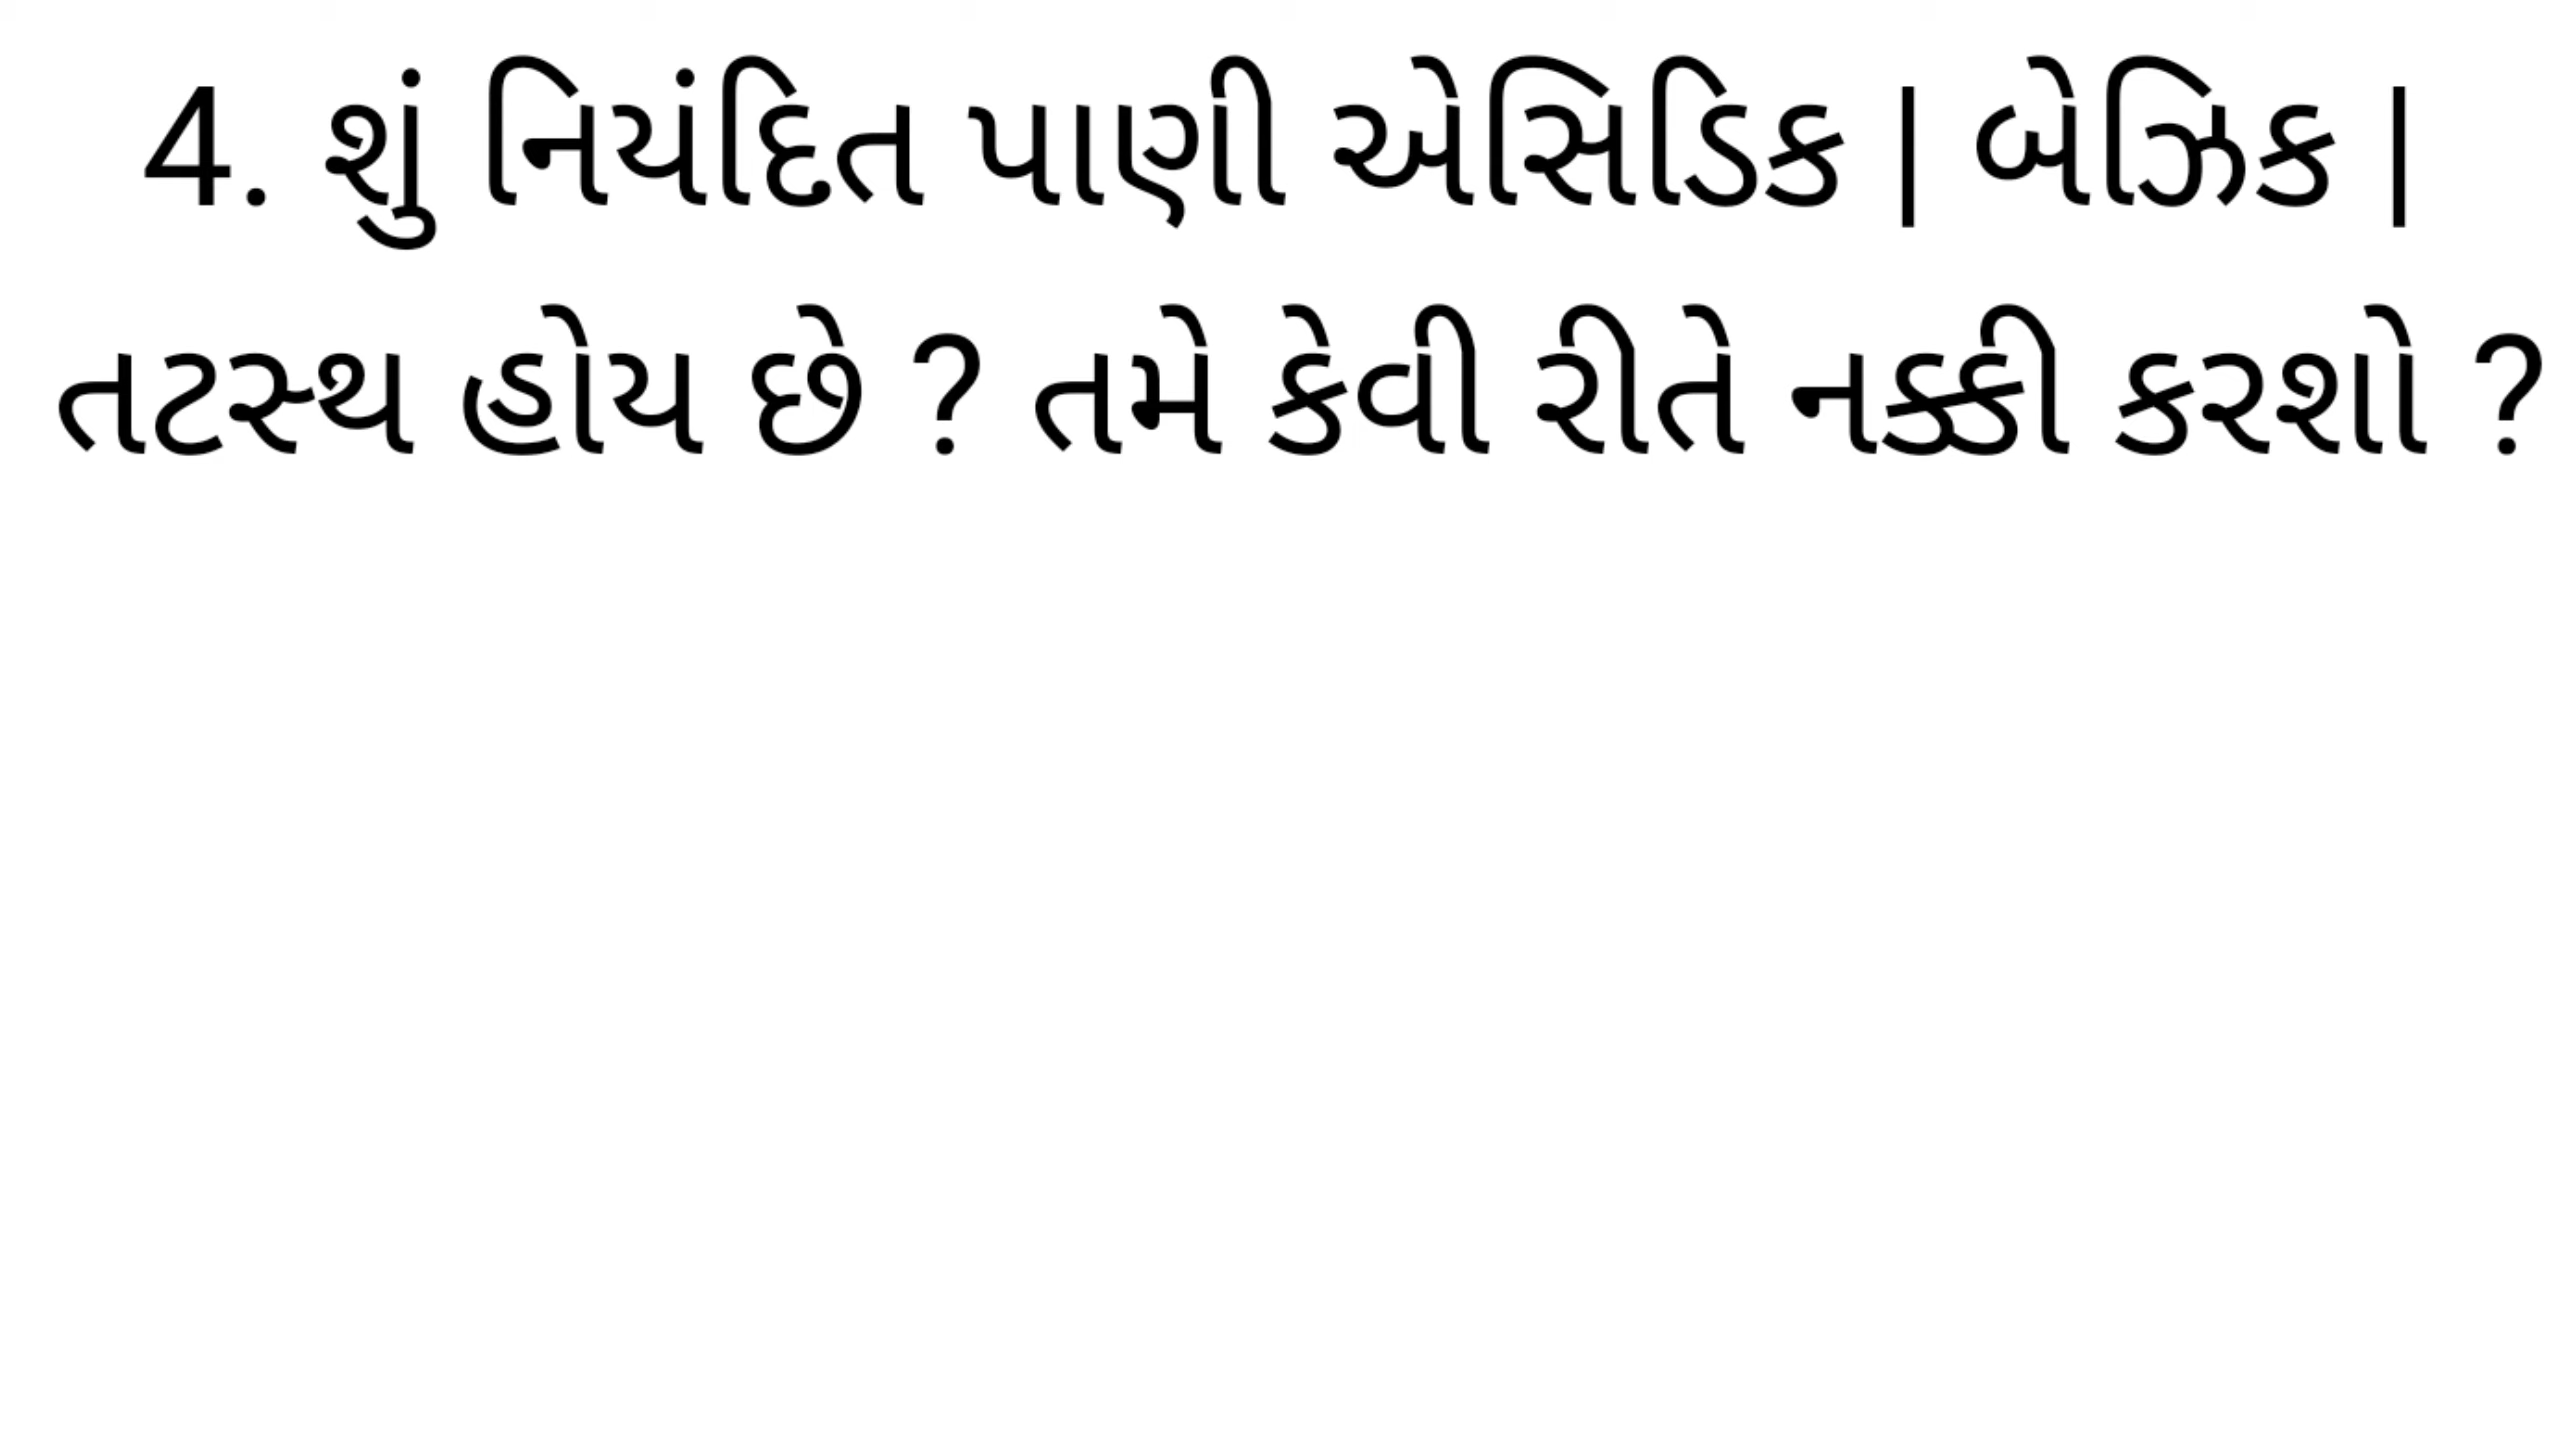 4. શું નિયંદિત પાણી એસિડિક | બેઝિક |
તટસ્થ હોય છે ? તમે કેવી રીતે નક્કી કરશો ?